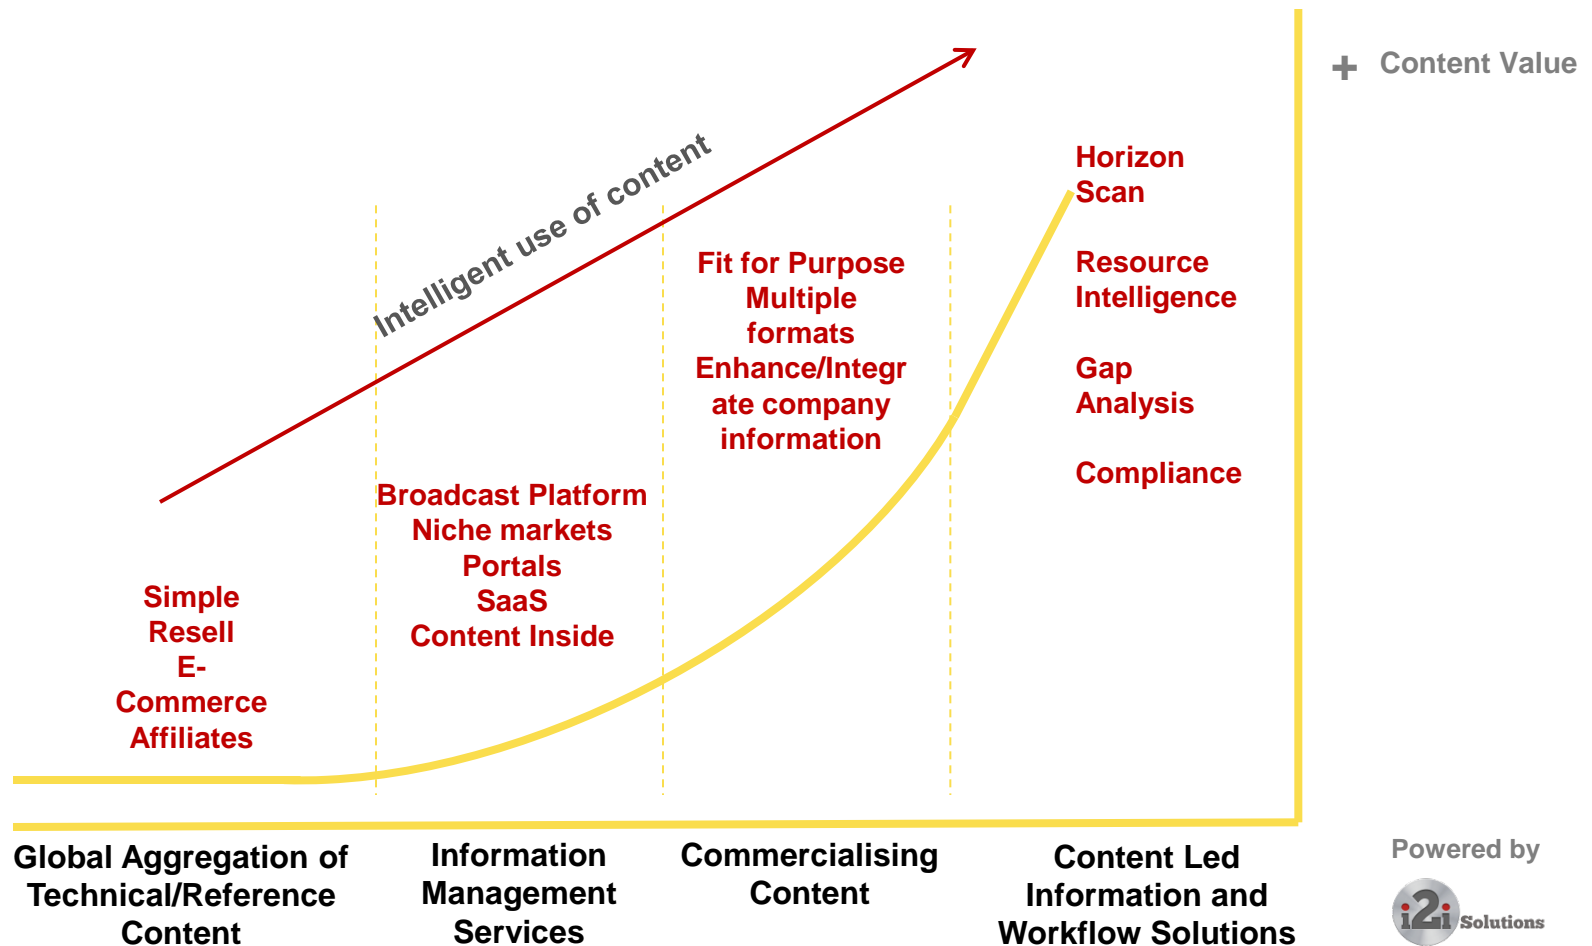 + Content Value
Intelligent use of content
Horizon
Scan
Resource
Intelligence
Gap
Analysis
Compliance
Fit for Purpose
Multiple
formats
Enhance/Integr
ate company
information
Broadcast Platform
Niche markets
Portals
SaaS
Content Inside
Simple
Resell
E-
Commerce
Affiliates
Global Aggregation of
Technical/Reference
Content
Information
Management
Services
Commercialising
Content
Content Led
Information and
Workflow Solutions
Powered by
i2i Solutions